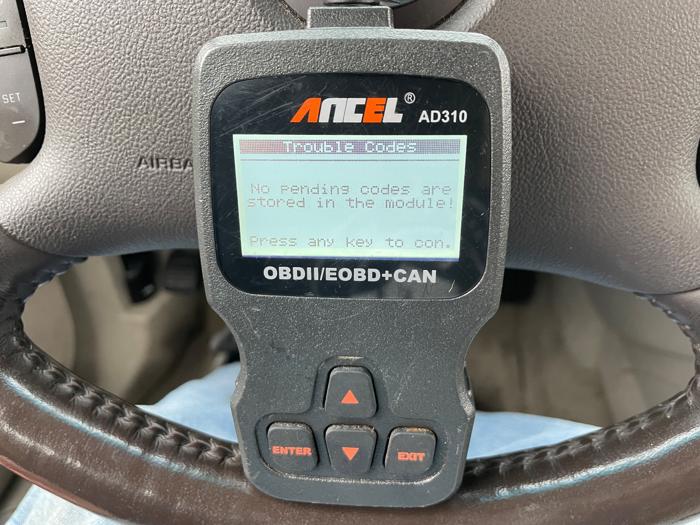 SET
AIRBA
ANCEL® AD310
Trouble Codes
No pending codes are
stored in the module!
Press any key to con.
OBDII/EOBD+CAN
ENTER
EXIT